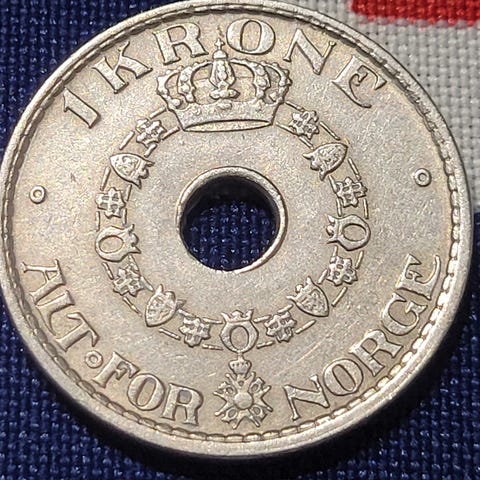 1 KRONE
ALT · FOR NORGE